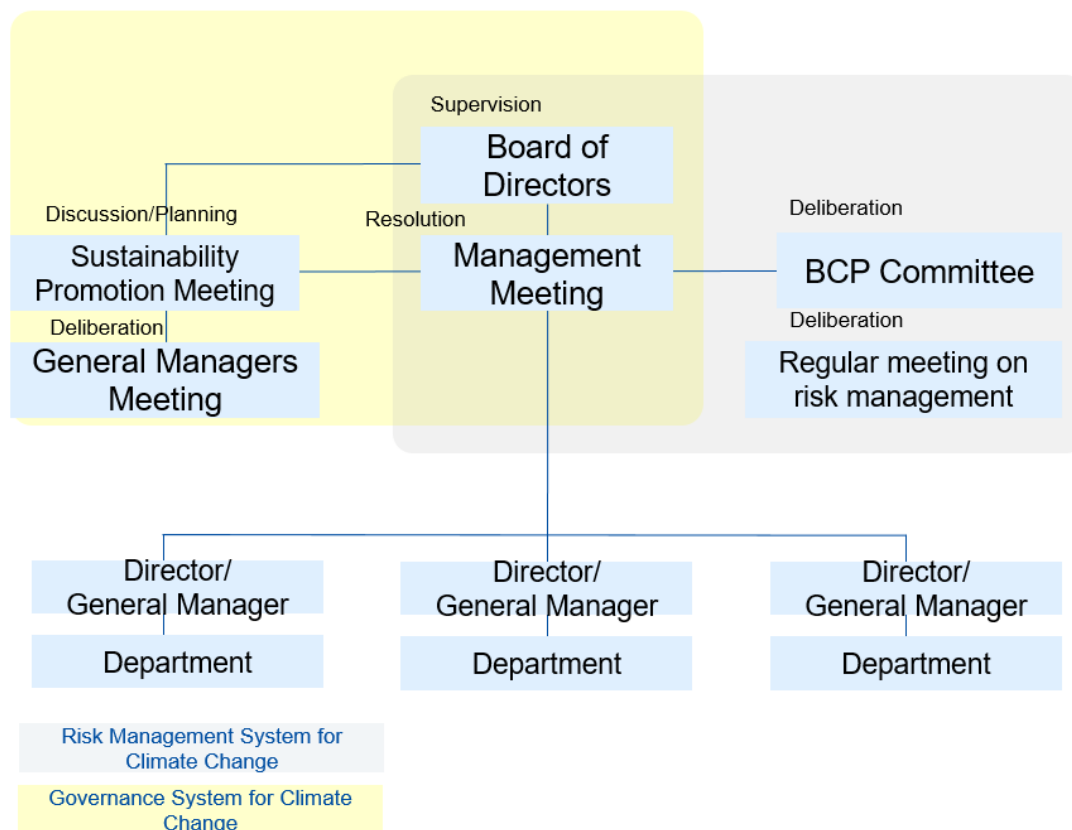 Supervision
Board of
Directors
Discussion/Planning
Resolution
Deliberation
Sustainability
Promotion Meeting
Management
Meeting
BCP Committee
Deliberation
General Managers
Meeting
Deliberation
Regular meeting on
risk management
Director/
General Manager
Director/
General Manager
Director/
General Manager
Department
Department
Department
Risk Management System for
Climate Change
Governance System for Climate
Change